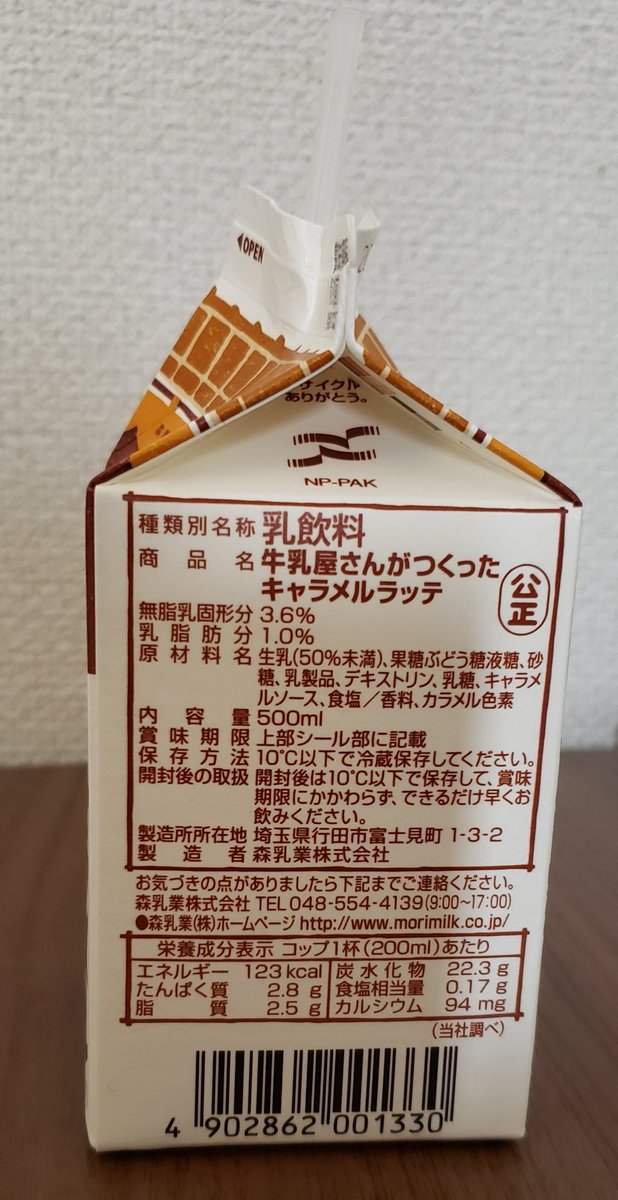 ◀OPEN
サイクル
ありがとう。
NP-PAK
種類別名称 乳飲料
商品名 牛乳屋さんがつくった
キャラメルラッテ
公正
無脂乳固形分 3.6%
乳脂肪分 1.0%
原材料名 生乳(50%未満)、果糖ぶどう糖液糖、砂
糖、乳製品、デキストリン、乳糖、キャラメ
ルソース、食塩/香料、カラメル色素
内容量 500ml
賞味期限 上部シール部に記載
保存方法 10℃以下で冷蔵保存してください。
開封後の取扱 開封後は10℃以下で保存して、賞味
期限にかかわらず、できるだけ早くお
飲みください。
製造所所在地 埼玉県行田市富士見町 1-3-2
製造者 森乳業株式会社
お気づきの点がありましたら下記までご連絡ください。
森乳業株式会社 TEL 048-554-4139(9:00~17:00)
●森乳業(株)ホームページ http://www.morimilk.co.jp/
栄養成分表示 コップ1杯(200ml)あたり
エネルギー 123kcal 炭水化物 22.3g
たんぱく質 2.8g 食塩相当量 0.17g
脂質 2.5g カルシウム 94mg
(当社調べ)
4 902862 001330